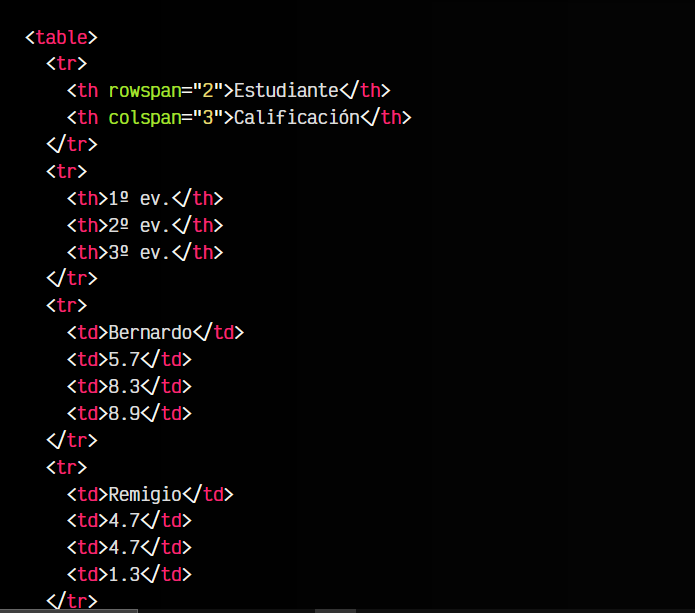 <table>
<tr>
<th rowspan="2">Estudiante</th>
<th colspan="3">Calificación</th>
</tr>
<tr>
<th>1º ev.</th>
<th>2º ev.</th>
<th>3º ev.</th>
</tr>
<tr>
<td>Bernardo</td>
<td>5.7</td>
<td>8.3</td>
<td>8.9</td>
</tr>
<tr>
<td>Remigio</td>
<td>4.7</td>
<td>4.7</td>
<td>1.3</td>
</tr>